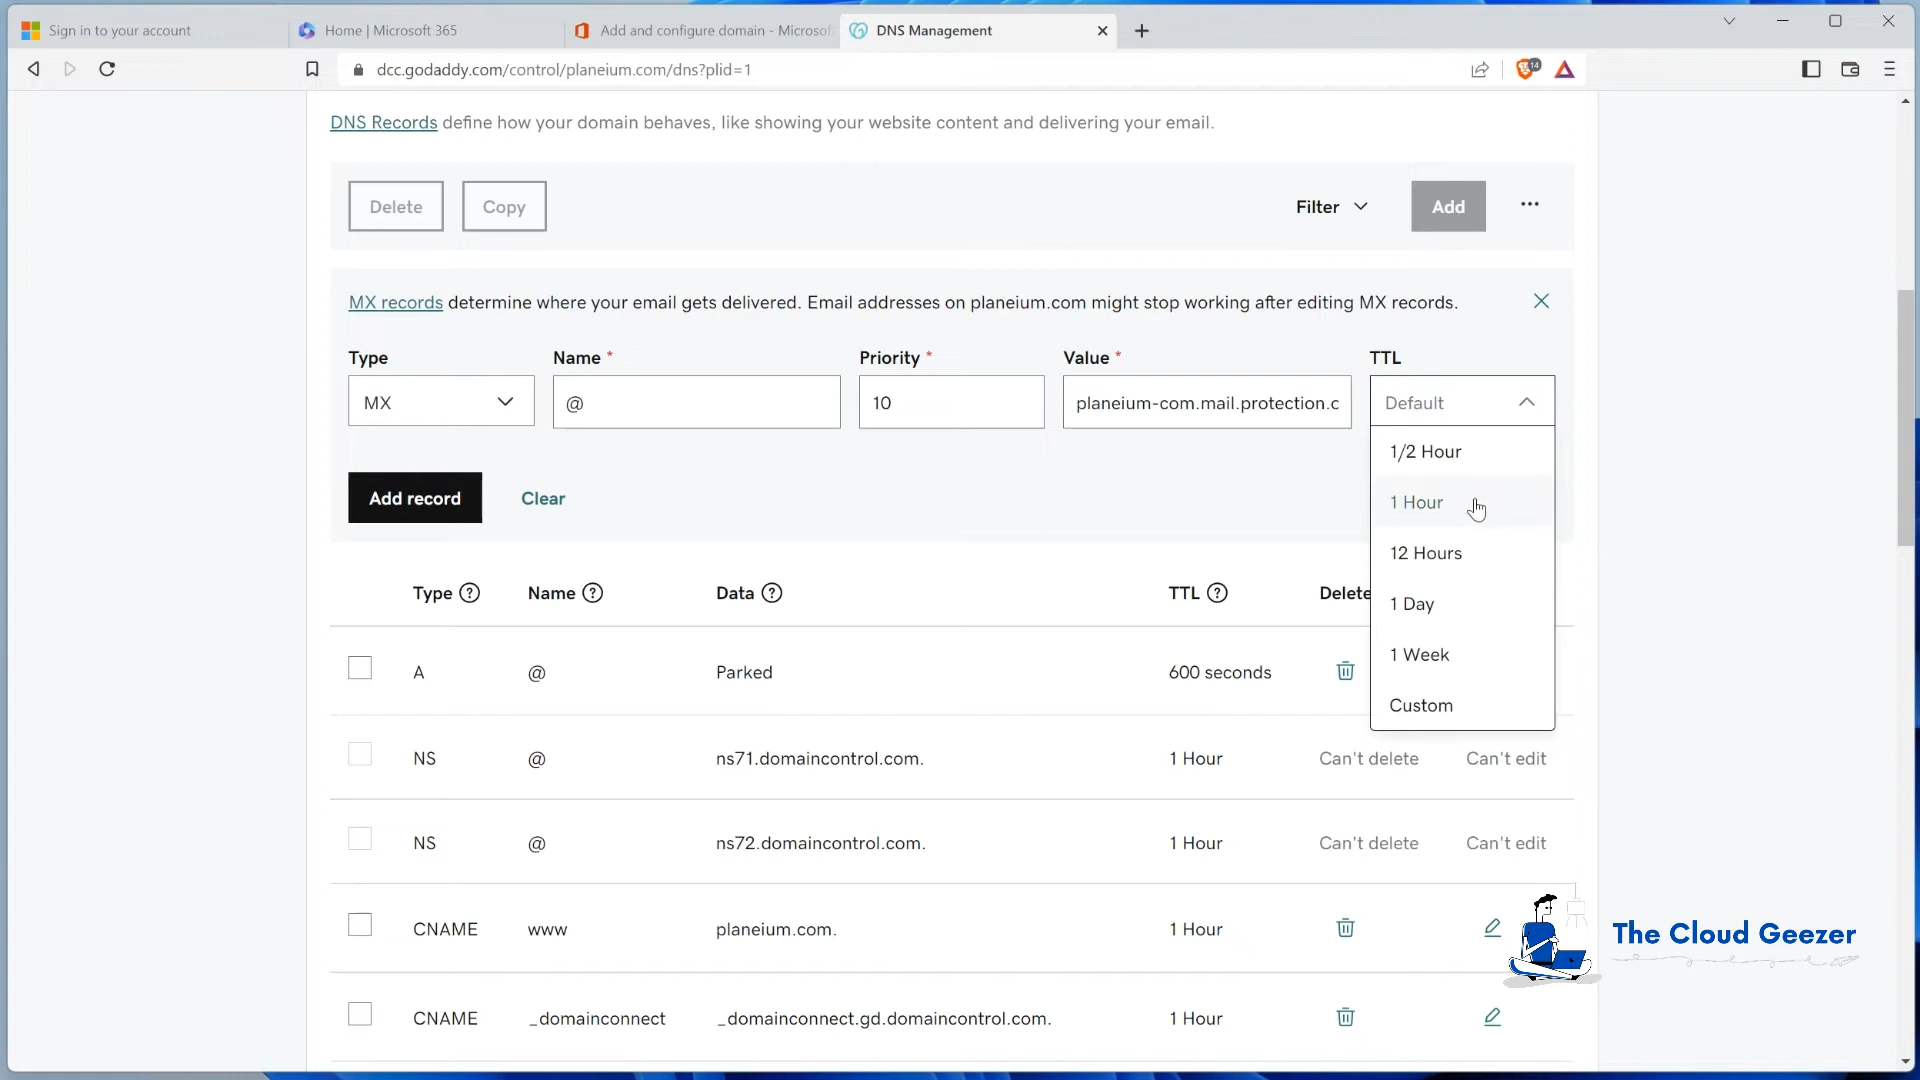 Sign in to your account
Home | Microsoft 365
Add and configure domain - Microsof
DNS Management
dcc.godaddy.com/control/planeium.com/dns?plid=1
14
DNS Records define how your domain behaves, like showing your website content and delivering your email.
Delete
Copy
Filter
Add
MX records determine where your email gets delivered. Email addresses on planeium.com might stop working after editing MX records.
Type Name * Priority * Value * TTL
MX @ 10 planeium-com.mail.protection.c Default
1/2 Hour
1 Hour
12 Hours
1 Day
1 Week
Custom
Add record
Clear
Type ? Name ? Data ? TTL ? Delete
A @ Parked 600 seconds
NS @ ns71.domaincontrol.com. 1 Hour Can't delete Can't edit
NS @ ns72.domaincontrol.com. 1 Hour Can't delete Can't edit
CNAME www planeium.com. 1 Hour
CNAME _domainconnect _domainconnect.gd.domaincontrol.com. 1 Hour
The Cloud Geezer